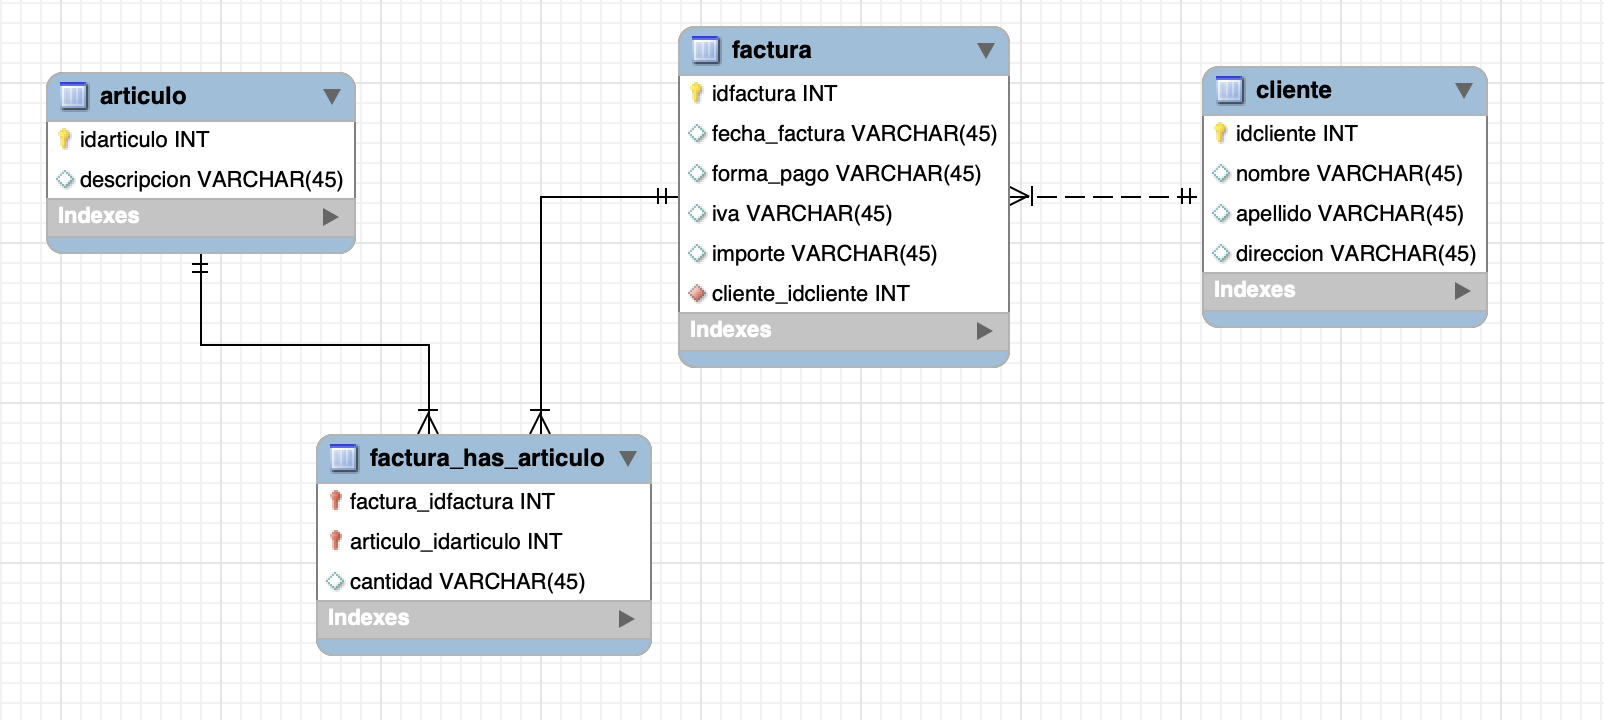 articulo
idarticulo INT
descripcion VARCHAR(45)
Indexes
factura
idfactura INT
fecha_factura VARCHAR(45)
forma_pago VARCHAR(45)
iva VARCHAR(45)
importe VARCHAR(45)
cliente_idcliente INT
Indexes
cliente
idcliente INT
nombre VARCHAR(45)
apellido VARCHAR(45)
direccion VARCHAR(45)
Indexes
factura_has_articulo
factura_idfactura INT
articulo_idarticulo INT
cantidad VARCHAR(45)
Indexes